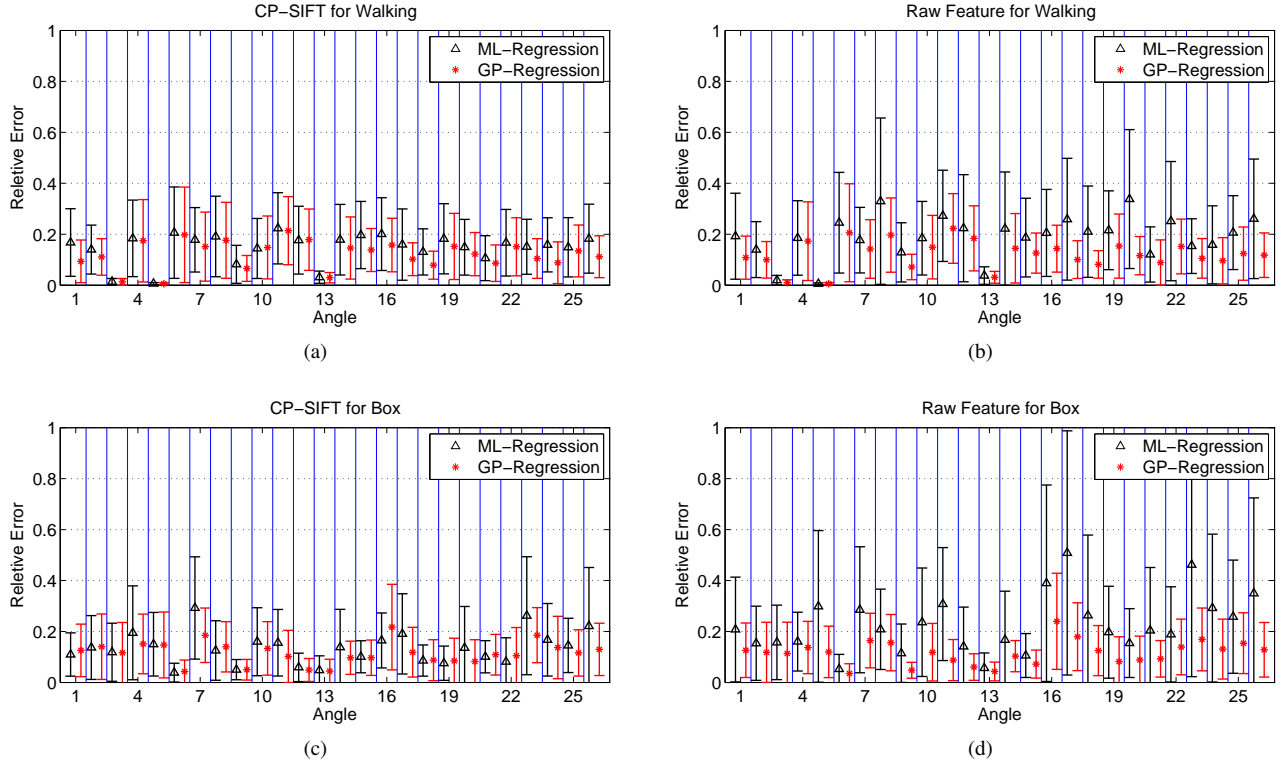 CP−SIFT for Walking
1
0.8
0.6
0.4
0.2
0
Reletive Error
ML−Regression
GP−Regression
1 4 7 10 13 16 19 22 25
Angle
(a)
Raw Feature for Walking
1
0.8
0.6
0.4
0.2
0
Reletive Error
ML−Regression
GP−Regression
1 4 7 10 13 16 19 22 25
Angle
(b)
CP−SIFT for Box
1
0.8
0.6
0.4
0.2
0
Reletive Error
ML−Regression
GP−Regression
1 4 7 10 13 16 19 22 25
Angle
(c)
Raw Feature for Box
1
0.8
0.6
0.4
0.2
0
Reletive Error
ML−Regression
GP−Regression
1 4 7 10 13 16 19 22 25
Angle
(d)